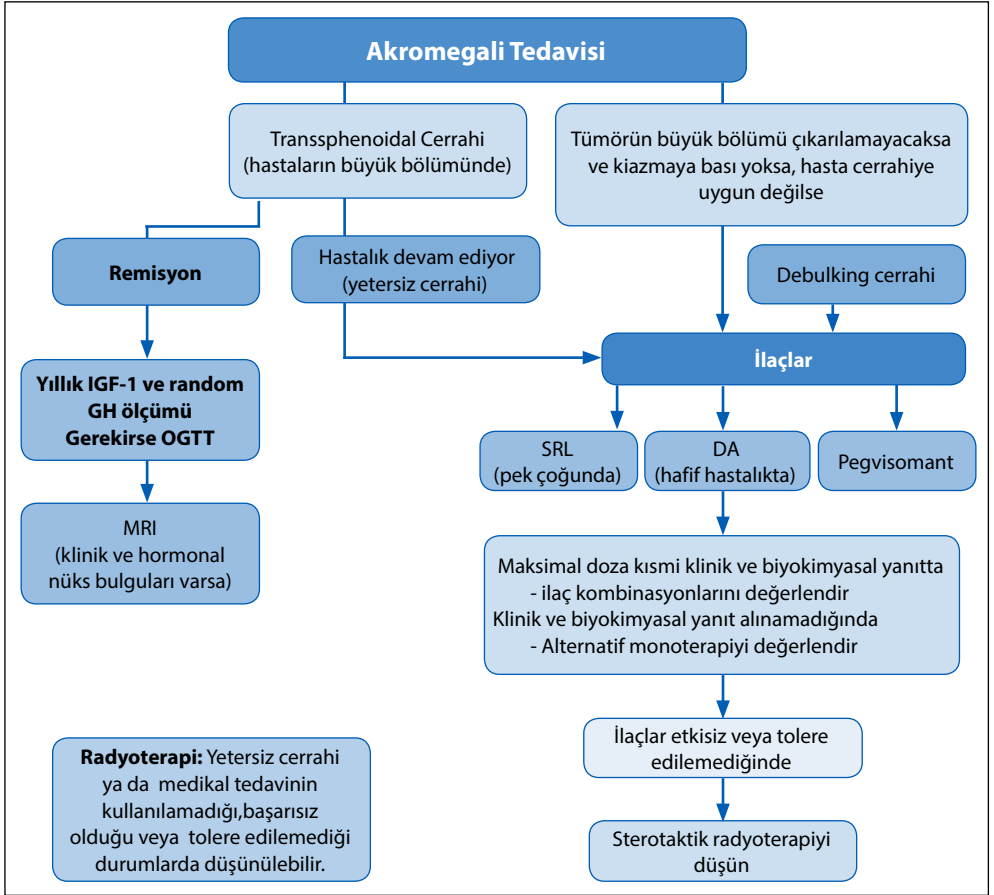 Akromegali Tedavisi
Transsphenoidal Cerrahi
(hastaların büyük bölümünde)
Tümörün büyük bölümü çıkarılamayacaksa
ve kiazmaya bası yoksa, hasta cerrahiye
uygun değilse
Remisyon
Hastalık devam ediyor
(yetersiz cerrahi)
Debulking cerrahi
İlaçlar
Yıllık IGF-1 ve random
GH ölçümü
Gerekirse OGTT
SRL
(pek çoğunda)
DA
(hafif hastalıkta)
Pegvisomant
MRI
(klinik ve hormonal
nüks bulguları varsa)
Maksimal doza kısmi klinik ve biyokimyasal yanıtta
- ilaç kombinasyonlarını değerlendir
Klinik ve biyokimyasal yanıt alınamadığında
- Alternatif monoterapiyi değerlendir
İlaçlar etkisiz veya tolere
edilemediğinde
Sterotaktik radyoterapiyi
düşün
Radyoterapi: Yetersiz cerrahi
ya da medikal tedavinin
kullanılamadığı,başarısız
olduğu veya tolere edilemediği
durumlarda düşünülebilir.